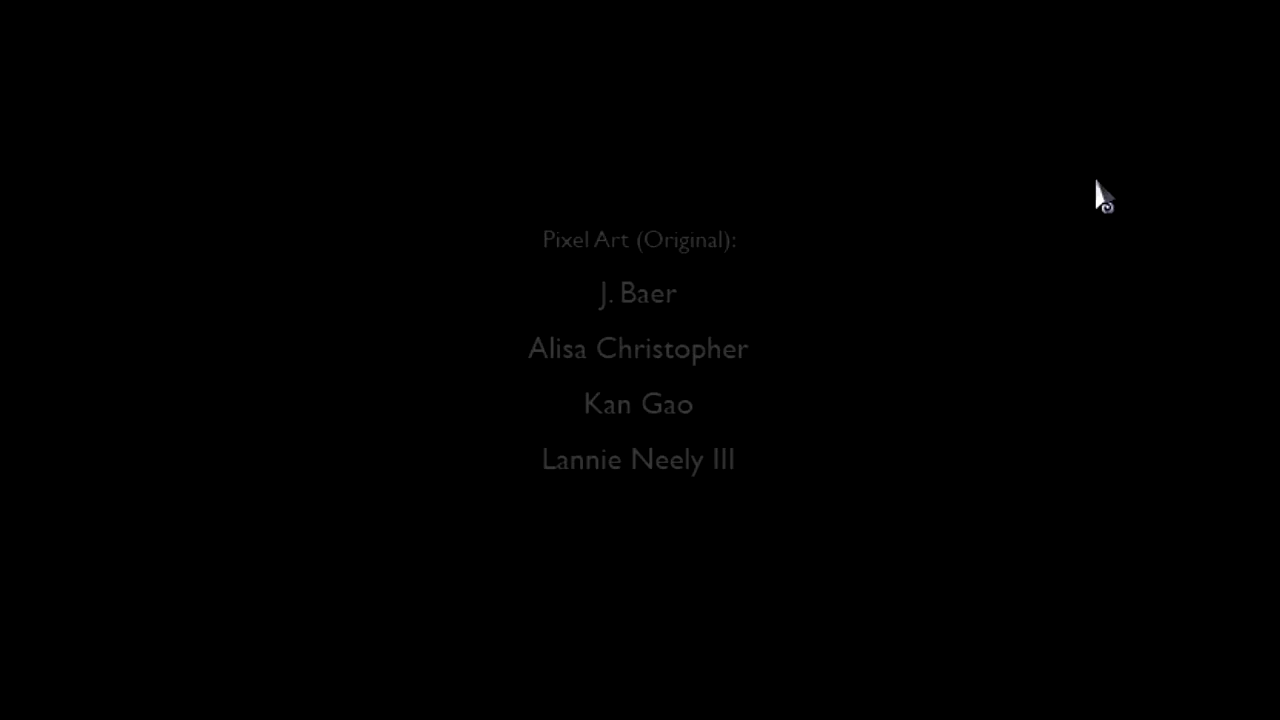 Pixel Art (Original):
J. Baer
Alisa Christopher
Kan Gao
Lannie Neely III